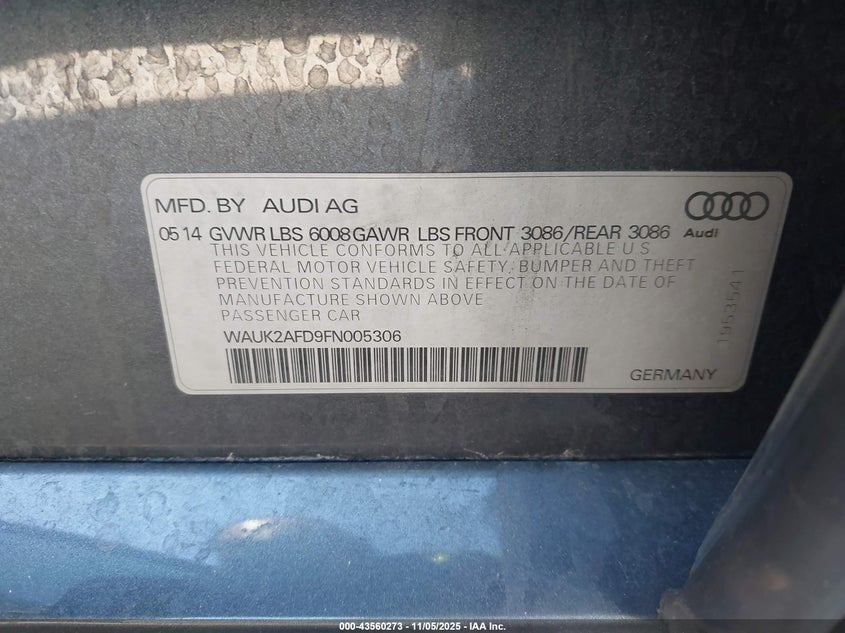 MFD. BY AUDI AG
Audi
05 14 GVWR LBS 6008 GAWR LBS FRONT 3086/REAR 3086
THIS VEHICLE CONFORMS TO ALL APPLICABLE U S
FEDERAL MOTOR VEHICLE SAFETY, BUMPER AND THEFT
PREVENTION STANDARDS IN EFFECT ON THE DATE OF
MANUFACTURE SHOWN ABOVE
PASSENGER CAR
1953541
WAUK2AFD9FN005306
GERMANY
000-43560273 - 11/05/2025 - IAA Inc.